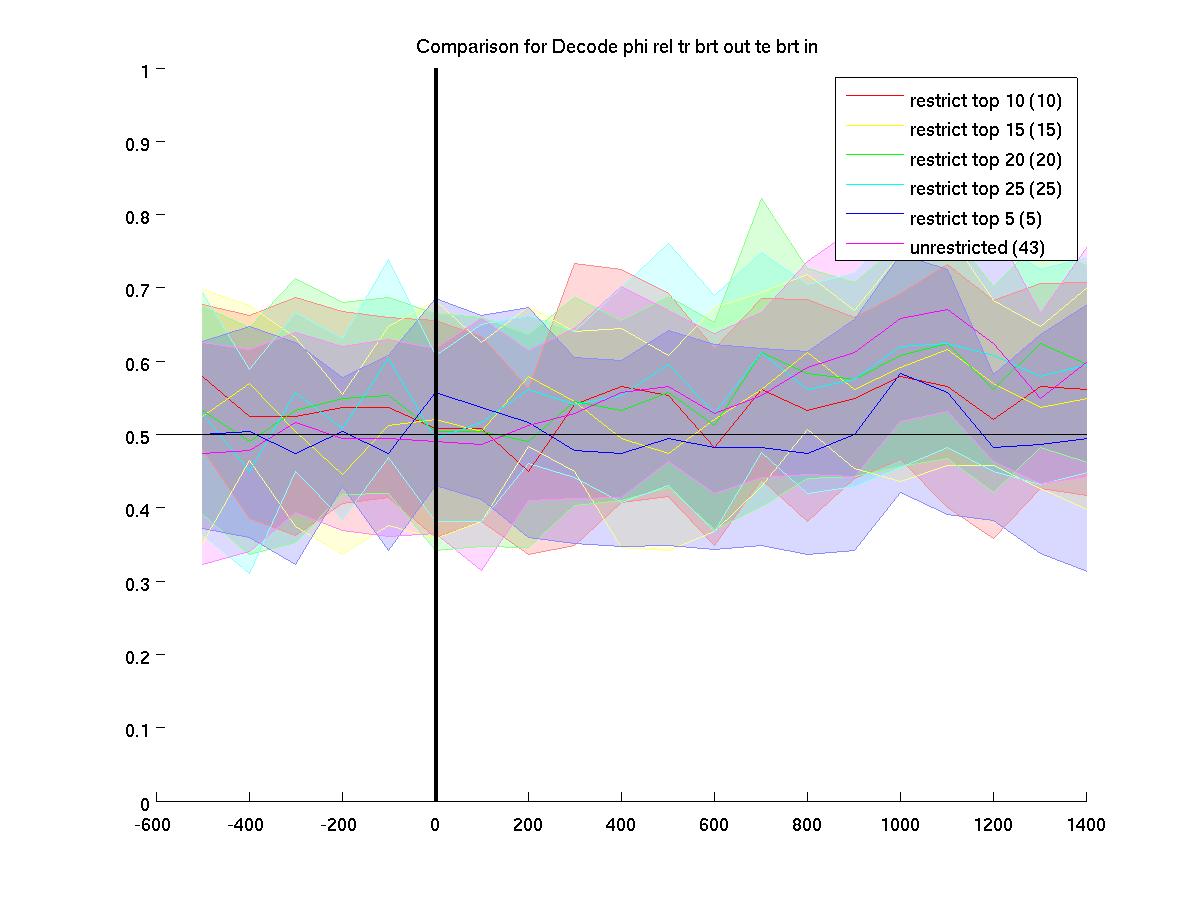 Comparison for Decode phi rel tr brt out te brt in
restrict top 10 (10)
restrict top 15 (15)
restrict top 20 (20)
restrict top 25 (25)
restrict top 5 (5)
unrestricted (43)
1
0.9
0.8
0.7
0.6
0.5
0.4
0.3
0.2
0.1
0
-600 -400 -200 0 200 400 600 800 1000 1200 1400